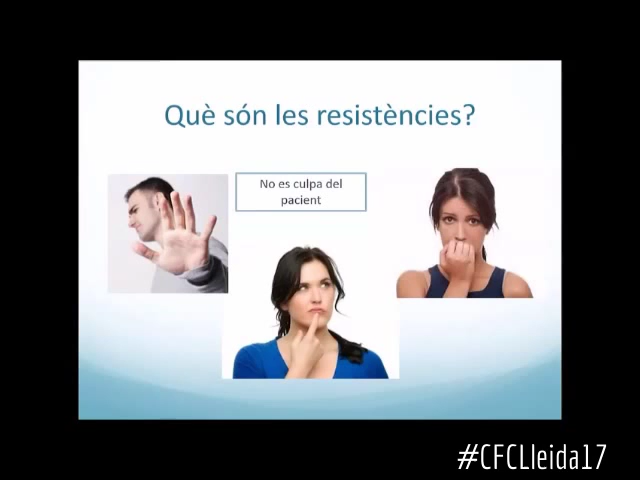 Què són les resistències?
No es culpa del
pacient
#CFCLleida17